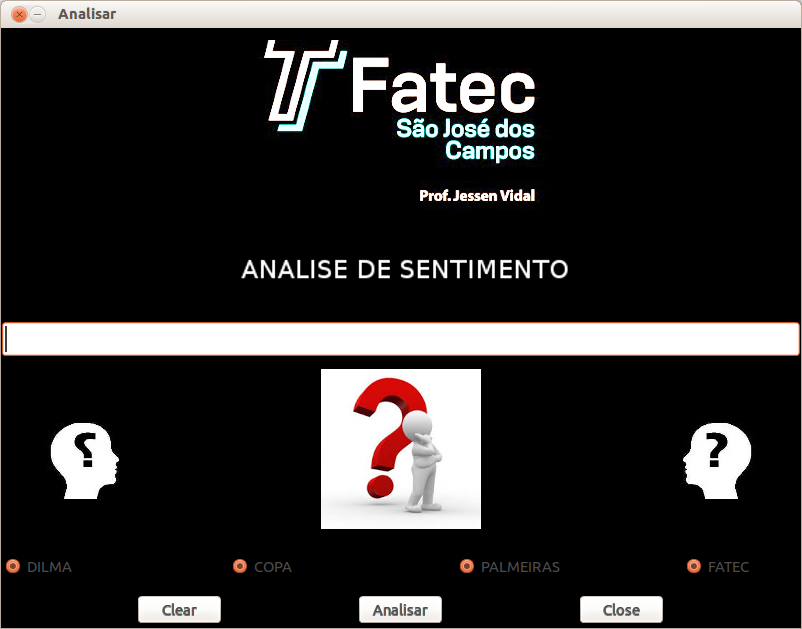 Analisar
Fatec
São José dos
Campos
Prof. Jessen Vidal
ANALISE DE SENTIMENTO
?
?
?
DILMA COPA PALMEIRAS FATEC
Clear Analisar Close